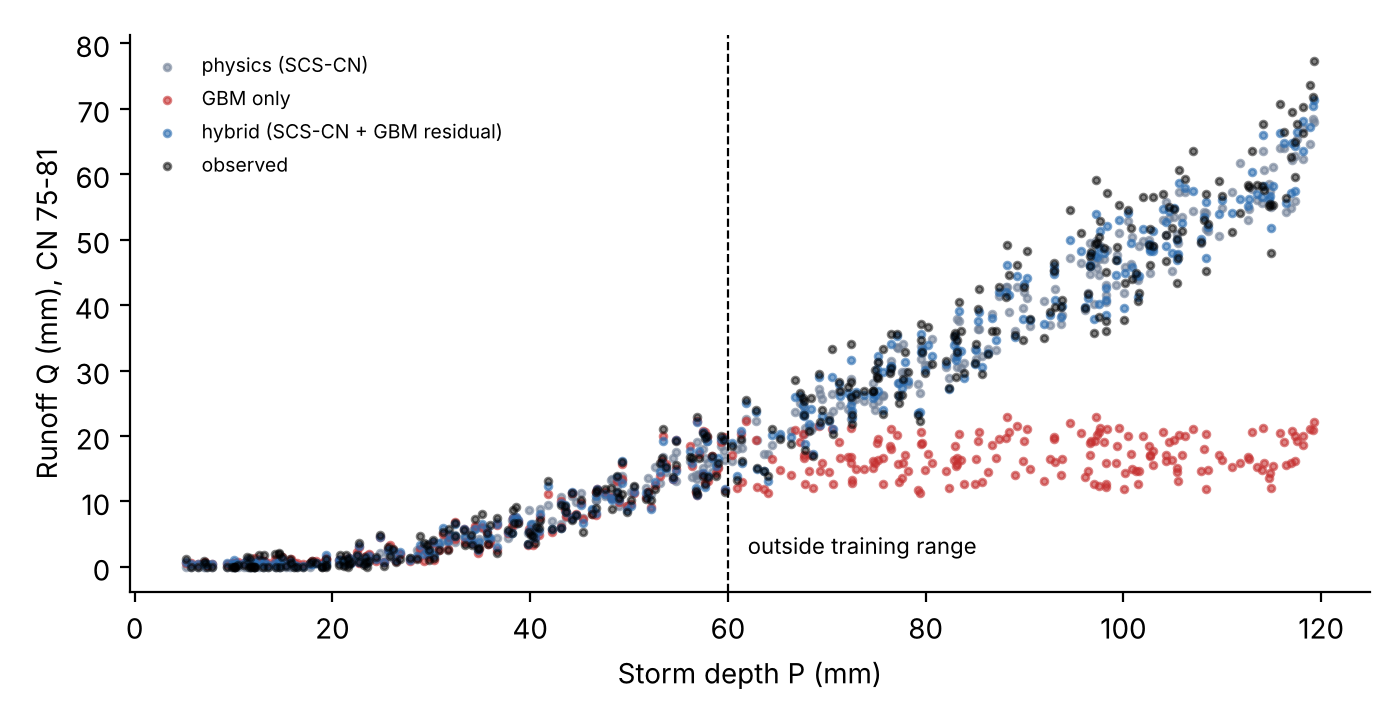 80
70
60
50
40
30
20
10
0
Runoff Q (mm), CN 75-81
physics (SCS-CN)
GBM only
hybrid (SCS-CN + GBM residual)
observed
outside training range
0 20 40 60 80 100 120
Storm depth P (mm)